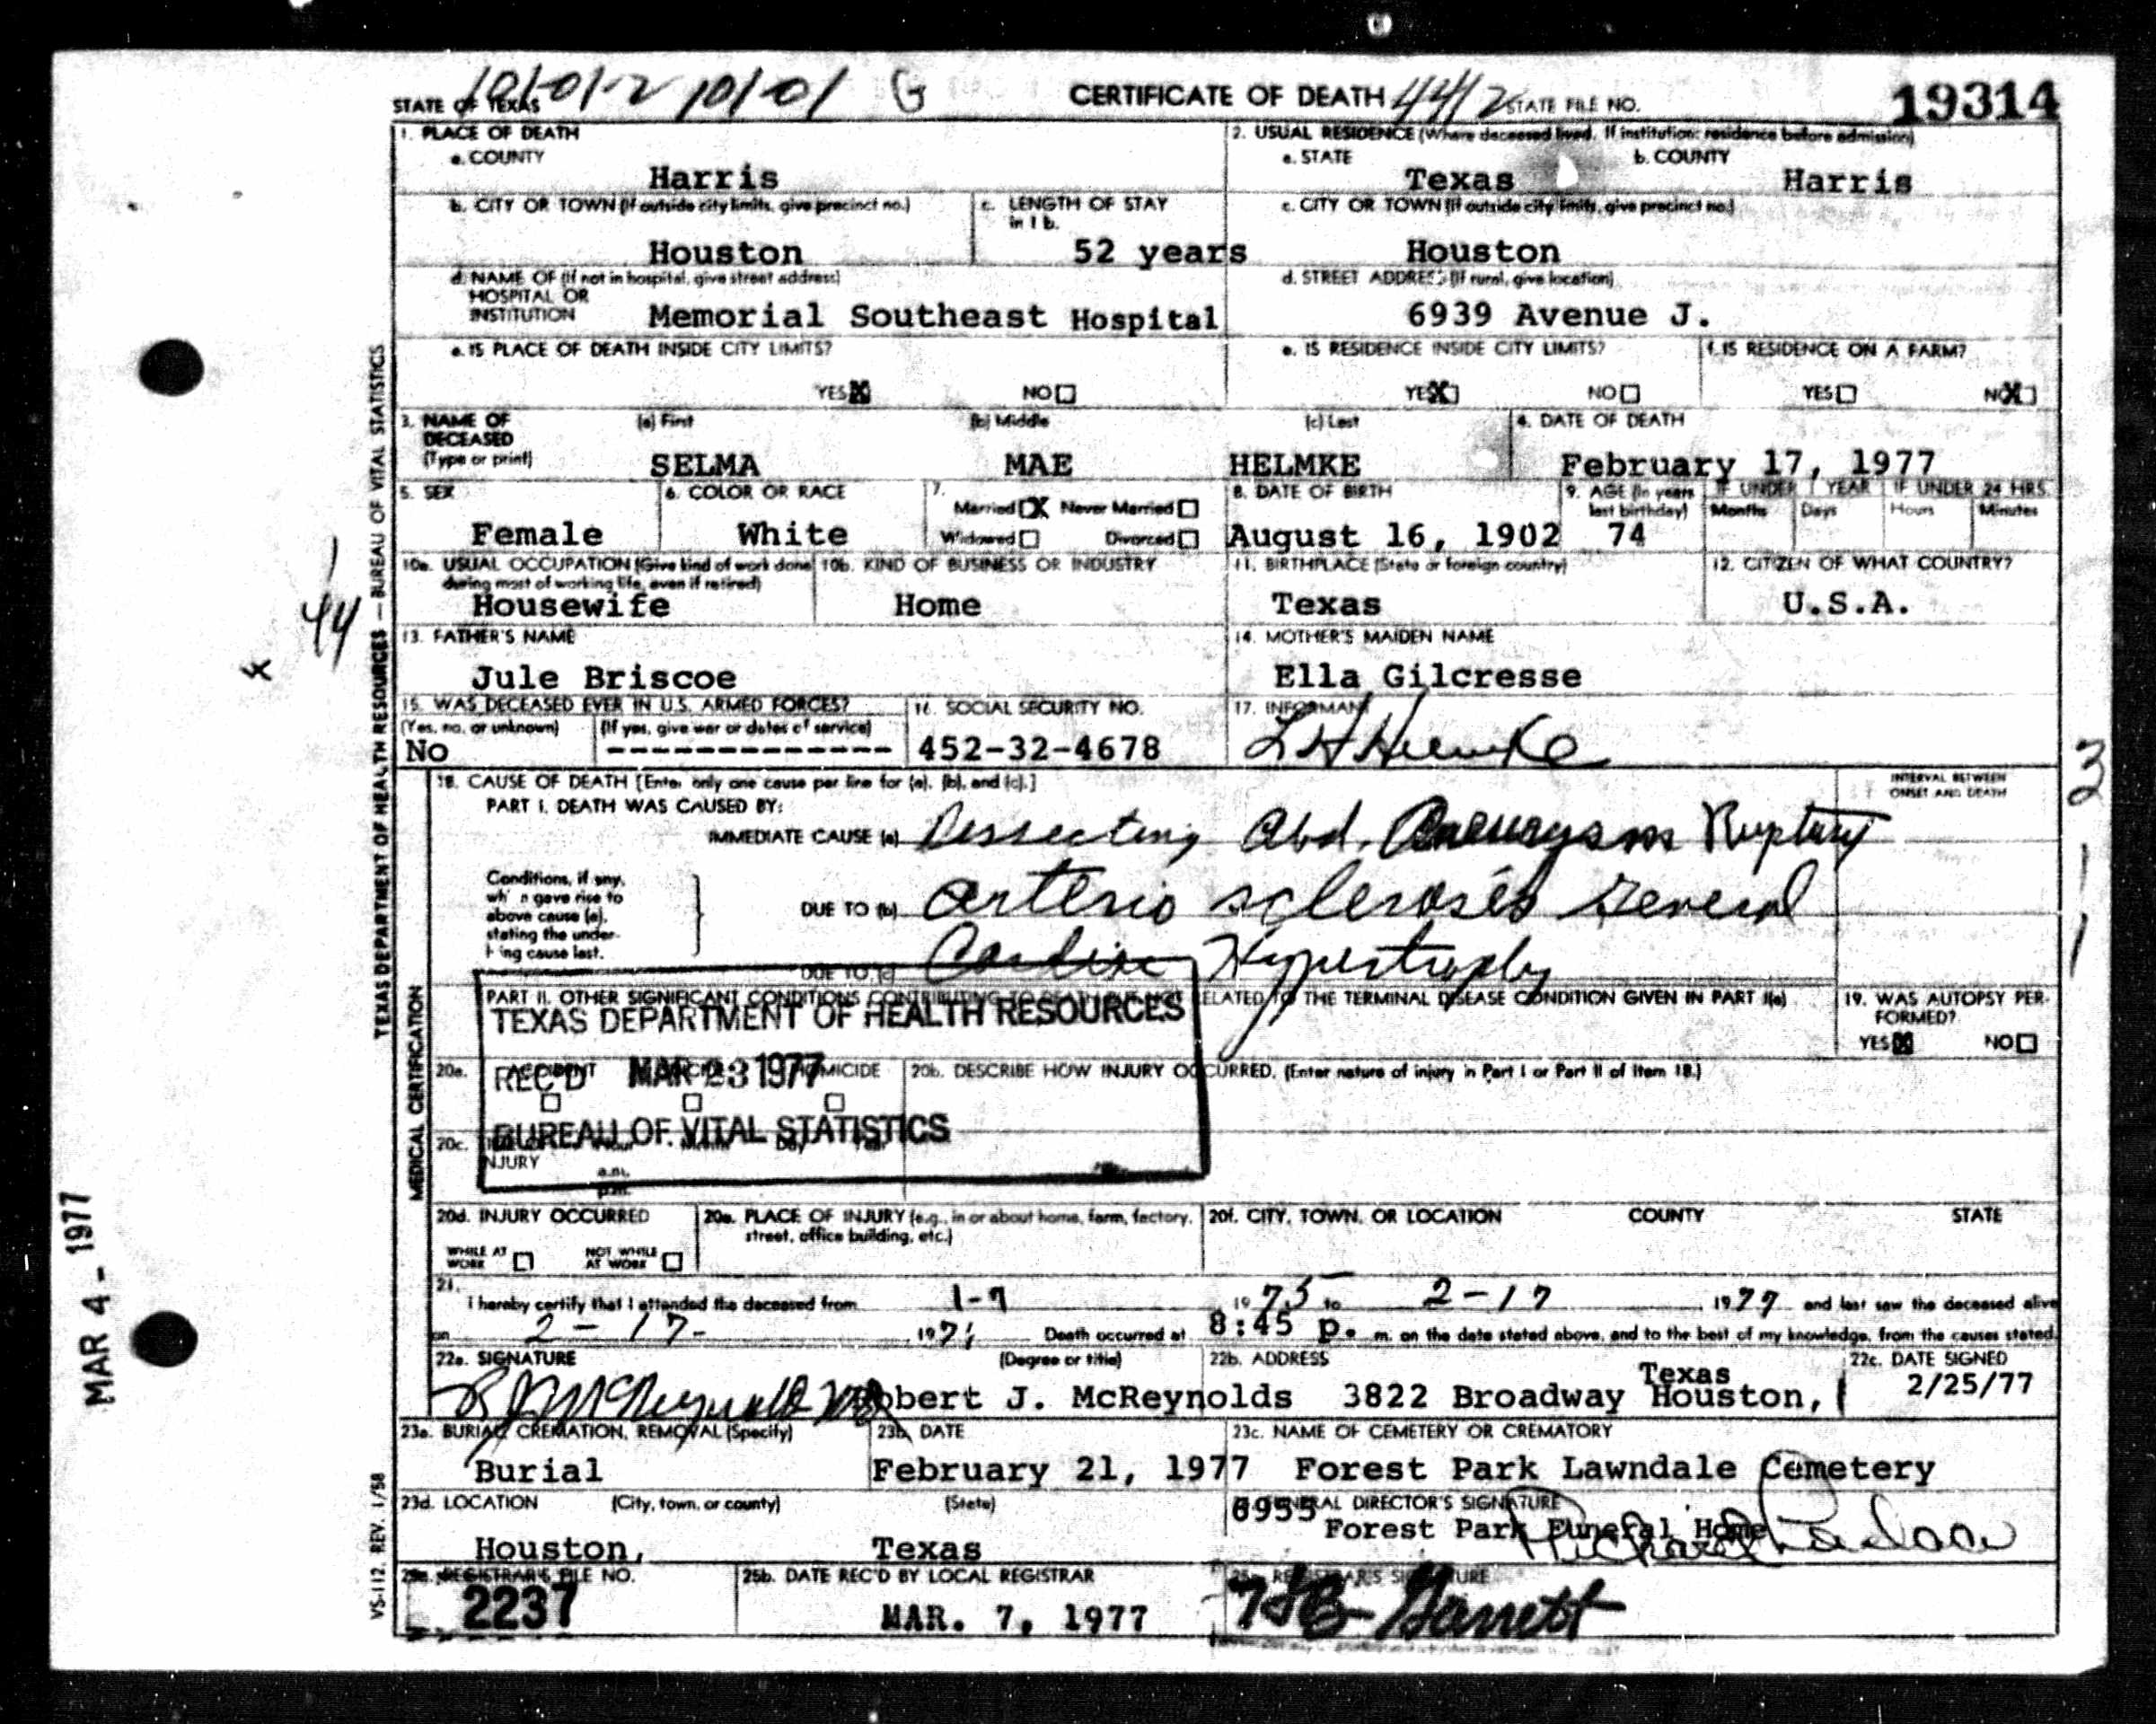 STATE OF TEXAS
CERTIFICATE OF DEATH 4412 STATE FILE NO. 19314
1. PLACE OF DEATH
a. COUNTY
Harris
2. USUAL RESIDENCE (Where deceased lived. If institution: residence before admission)
a. STATE b. COUNTY
Texas Harris
b. CITY OR TOWN (If outside city limits, give precinct no.)
Houston
c. LENGTH OF STAY
in 1 b.
52 years
c. CITY OR TOWN (If outside city limits, give precinct no.)
Houston
d. NAME OF (If not in hospital, give street address)
HOSPITAL OR
INSTITUTION Memorial Southeast Hospital
d. STREET ADDRESS (If rural, give location)
6939 Avenue J.
e. IS PLACE OF DEATH INSIDE CITY LIMITS?
YES X NO
e. IS RESIDENCE INSIDE CITY LIMITS?
YES X NO
f. IS RESIDENCE ON A FARM?
YES NO X
3. NAME OF
DECEASED
(Type or print)
(a) First (b) Middle (c) Last
SELMA MAE HELMKE
4. DATE OF DEATH
February 17, 1977
5. SEX
Female
6. COLOR OR RACE
White
7.
Married X Never Married
Widowed Divorced
8. DATE OF BIRTH
August 16, 1902
9. AGE (In years
last birthday)
74
IF UNDER 1 YEAR IF UNDER 24 HRS.
Months Days Hours Minutes
10a. USUAL OCCUPATION (Give kind of work done
during most of working life, even if retired)
Housewife
10b. KIND OF BUSINESS OR INDUSTRY
Home
11. BIRTHPLACE (State or foreign country)
Texas
12. CITIZEN OF WHAT COUNTRY?
U.S.A.
13. FATHER'S NAME
Jule Briscoe
14. MOTHER'S MAIDEN NAME
Ella Gilcresse
15. WAS DECEASED EVER IN U.S. ARMED FORCES?
(Yes, no, or unknown) (If yes, give war or dates of service)
No -------------
16. SOCIAL SECURITY NO.
452-32-4678
17. INFORMANT
L H Helmke
18. CAUSE OF DEATH [Enter only one cause per line for (a), (b), and (c).]
INTERVAL BETWEEN
ONSET AND DEATH
PART I. DEATH WAS CAUSED BY:
IMMEDIATE CAUSE (a) Dissecting Abd. Aneurysm
Conditions, if any,
which gave rise to
above cause (a),
stating the under-
lying cause last.
DUE TO (b) Arterio sclerosis General
DUE TO (c) Cardiac Hypertrophy
PART II. OTHER SIGNIFICANT CONDITIONS CONTRIBUTING RELATED TO THE TERMINAL DISEASE CONDITION GIVEN IN PART I(a)
19. WAS AUTOPSY PER-
FORMED?
YES X NO
TEXAS DEPARTMENT OF HEALTH RESOURCES
REC'D MAR 23 1977
BUREAU OF VITAL STATISTICS
20a. HOMICIDE
20b. DESCRIBE HOW INJURY OCCURRED. (Enter nature of injury in Part I or Part II of Item 18.)
20c.
INJURY
a.m.
p.m.
20d. INJURY OCCURRED
WHILE AT
WORK
NOT WHILE
AT WORK
20e. PLACE OF INJURY (e.g., in or about home, farm, factory,
street, office building, etc.)
20f. CITY, TOWN, OR LOCATION COUNTY STATE
21.
I hereby certify that I attended the deceased from 1-7 1975 to 2-17 1977 and last saw the deceased alive
on 2-17- 197 Death occurred at 8:45 p. m. on the date stated above, and to the best of my knowledge, from the causes stated.
22a. SIGNATURE (Degree or title)
R J McReynolds MD Robert J. McReynolds
22b. ADDRESS
3822 Broadway Houston, Texas
22c. DATE SIGNED
2/25/77
23a. BURIAL, CREMATION, REMOVAL (Specify)
Burial
23b. DATE
February 21, 1977
23c. NAME OF CEMETERY OR CREMATORY
Forest Park Lawndale Cemetery
23d. LOCATION (City, town, or county) (State)
Houston, Texas
FUNERAL DIRECTOR'S SIGNATURE
6955 Forest Park Funeral Home Richard
25a. REGISTRAR'S FILE NO.
2237
25b. DATE REC'D BY LOCAL REGISTRAR
MAR. 7, 1977
REGISTRAR'S SIGNATURE
Garrett
TEXAS DEPARTMENT OF HEALTH RESOURCES — BUREAU OF VITAL STATISTICS
MEDICAL CERTIFICATION
VS-112 REV. 1/58
MAR 4 - 1977
44
4
3
2
1
1